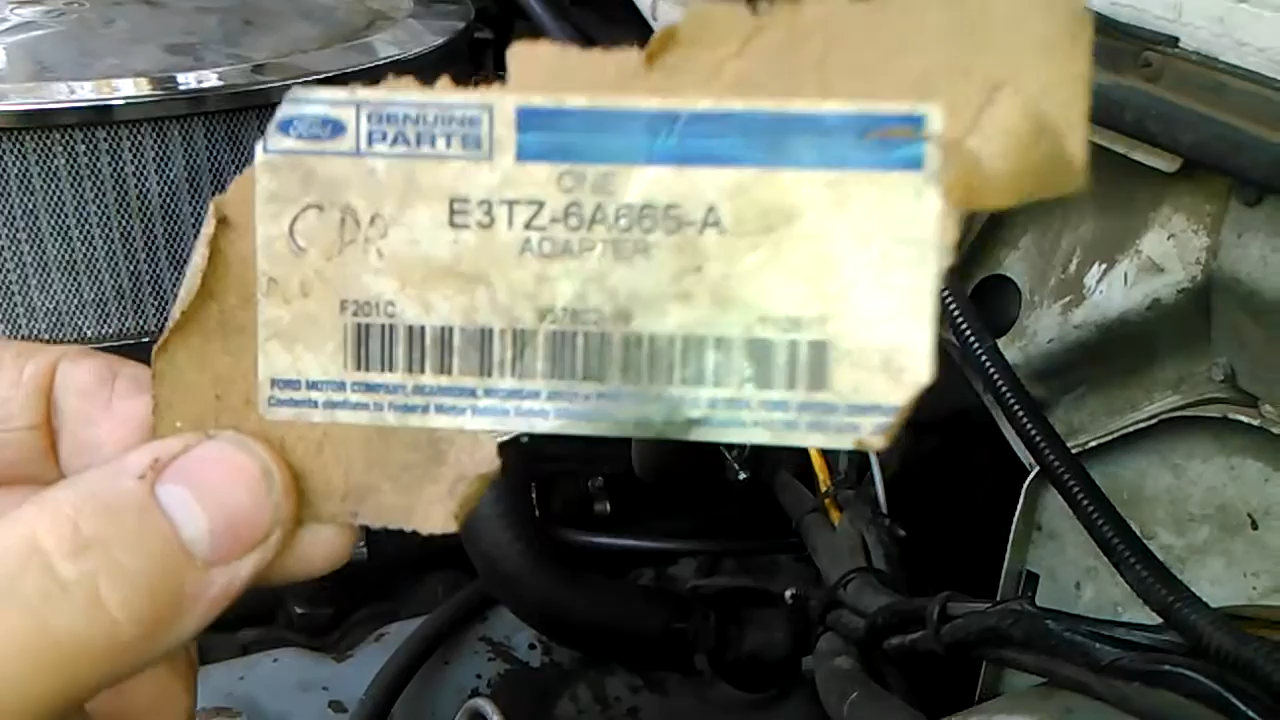 Ford
GENUINE
PARTS
ONE
CDR
E3TZ-6A665-A
ADAPTER
F201C
FORD MOTOR COMPANY, DEARBORN, MICHIGAN
Contents conform to Federal Motor Vehicle Safety